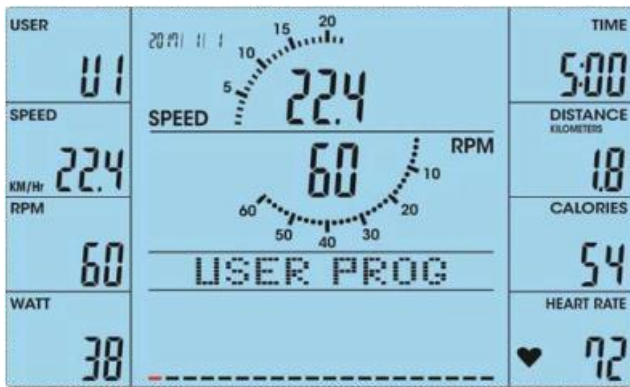 USER
U1
SPEED
KM/Hr 22.4
RPM
60
WATT
38
2017/ 1/ 1
5 10 15 20
SPEED 22.4
RPM
60
10 20 30 40 50 60
USER PROG
TIME
5:00
DISTANCE
KILOMETERS
1.8
CALORIES
54
HEART RATE
72